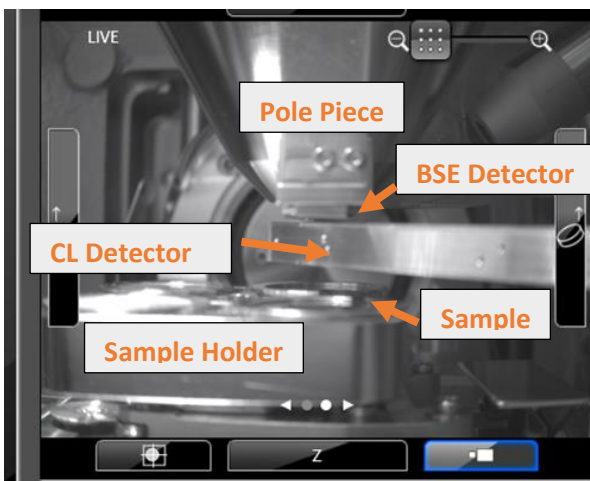 LIVE
Pole Piece
BSE Detector
CL Detector
Sample
Sample Holder
Z